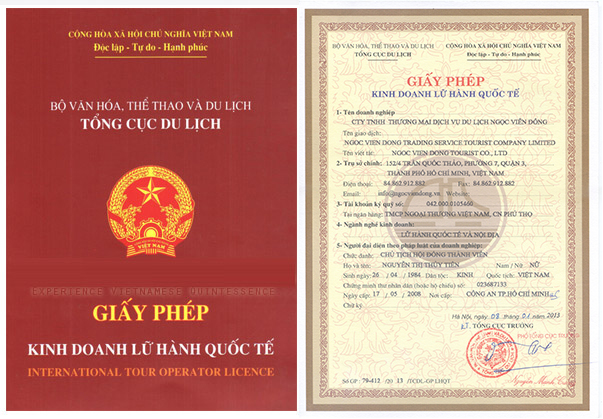 CỘNG HÒA XÃ HỘI CHỦ NGHĨA VIỆT NAM
Độc lập - Tự do - Hạnh phúc
BỘ VĂN HÓA, THỂ THAO VÀ DU LỊCH
TỔNG CỤC DU LỊCH
VIỆT NAM
EXPERIENCE VIETNAMESE QUINTESSENCE
GIẤY PHÉP
KINH DOANH LỮ HÀNH QUỐC TẾ
INTERNATIONAL TOUR OPERATOR LICENCE
BỘ VĂN HÓA, THỂ THAO VÀ DU LỊCH
TỔNG CỤC DU LỊCH
CỘNG HÒA XÃ HỘI CHỦ NGHĨA VIỆT NAM
Độc lập - Tự do - Hạnh phúc
GIẤY PHÉP
KINH DOANH LỮ HÀNH QUỐC TẾ
1- Tên doanh nghiệp
CTY TNHH THƯƠNG MẠI DỊCH VỤ DU LỊCH NGỌC VIỄN ĐÔNG
Tên giao dịch:
NGOC VIEN DONG TRADING SERVICE TOURIST COMPANY LIMITED
Tên viết tắt: NGOC VIEN DONG TOURIST CO., LTD
2- Trụ sở chính: 152/4 TRẦN QUỐC THẢO, PHƯỜNG 7, QUẬN 3,
THÀNH PHỐ HỒ CHÍ MINH, VIỆT NAM
Điện thoại: 84.862.912.882 Fax: 84.862.912.882
Email: info@ngocviendong.com
3- Tài khoản ký quỹ số: 042.000.0105460
Tại ngân hàng: TMCP NGOẠI THƯƠNG VIỆT NAM, CN PHÚ THỌ
4- Ngành nghề kinh doanh:
LỮ HÀNH QUỐC TẾ VÀ NỘI ĐỊA
5- Người đại diện theo pháp luật của doanh nghiệp:
Chức danh: CHỦ TỊCH HỘI ĐỒNG THÀNH VIÊN
Họ và tên: NGUYỄN THỊ THỦY TIÊN Nam/ Nữ: NỮ
Sinh ngày 26 / 04 / 1984 Dân tộc: KINH Quốc tịch: VIỆT NAM
Chứng minh thư nhân dân (hoặc hộ chiếu) số: 023687133
Cấp ngày 17 / 05 / 2008 Nơi cấp: CÔNG AN TP.HỒ CHÍ MINH
Chữ ký
Hà Nội, ngày 08 tháng 01 năm 2013
TỔNG CỤC TRƯỞNG
PHÓ TỔNG CỤC TRƯỞNG
Số GP: 79-412 /20 13 /TCDL-GP LHQT